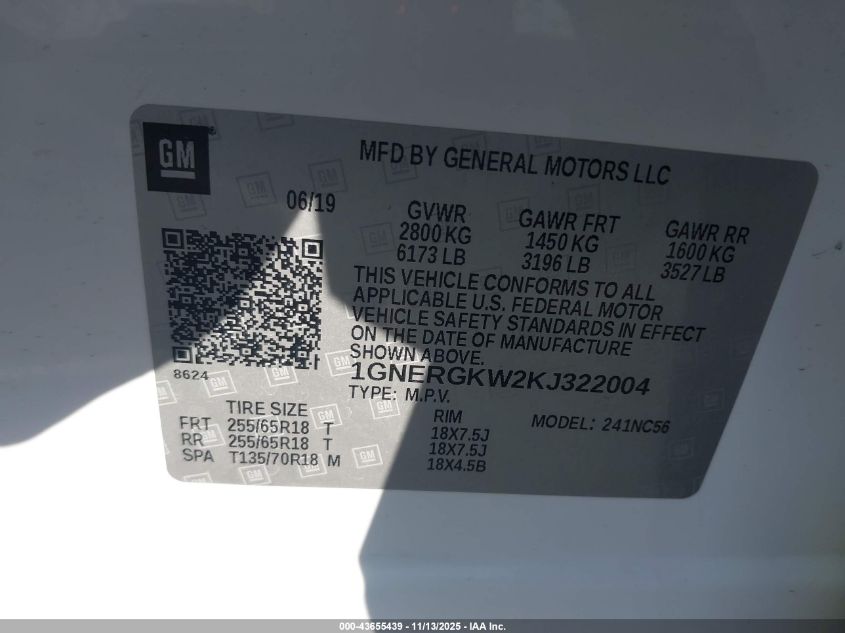 GM
MFD BY GENERAL MOTORS LLC
06/19
GVWR
2800 KG
6173 LB
GAWR FRT
1450 KG
3196 LB
GAWR RR
1600 KG
3527 LB
THIS VEHICLE CONFORMS TO ALL
APPLICABLE U.S. FEDERAL MOTOR
VEHICLE SAFETY STANDARDS IN EFFECT
ON THE DATE OF MANUFACTURE
SHOWN ABOVE.
8624
1GNERGKW2KJ322004
TYPE: M.P.V.
MODEL: 241NC56
TIRE SIZE
RIM
FRT 255/65R18 T 18X7.5J
RR 255/65R18 T 18X7.5J
SPA T135/70R18 M 18X4.5B
000-43655439 - 11/13/2025 - IAA Inc.